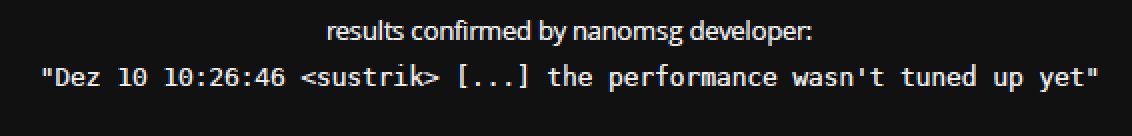 results confirmed by nanomsg developer:
"Dez 10 10:26:46 <sustrik> [...] the performance wasn't tuned up yet"